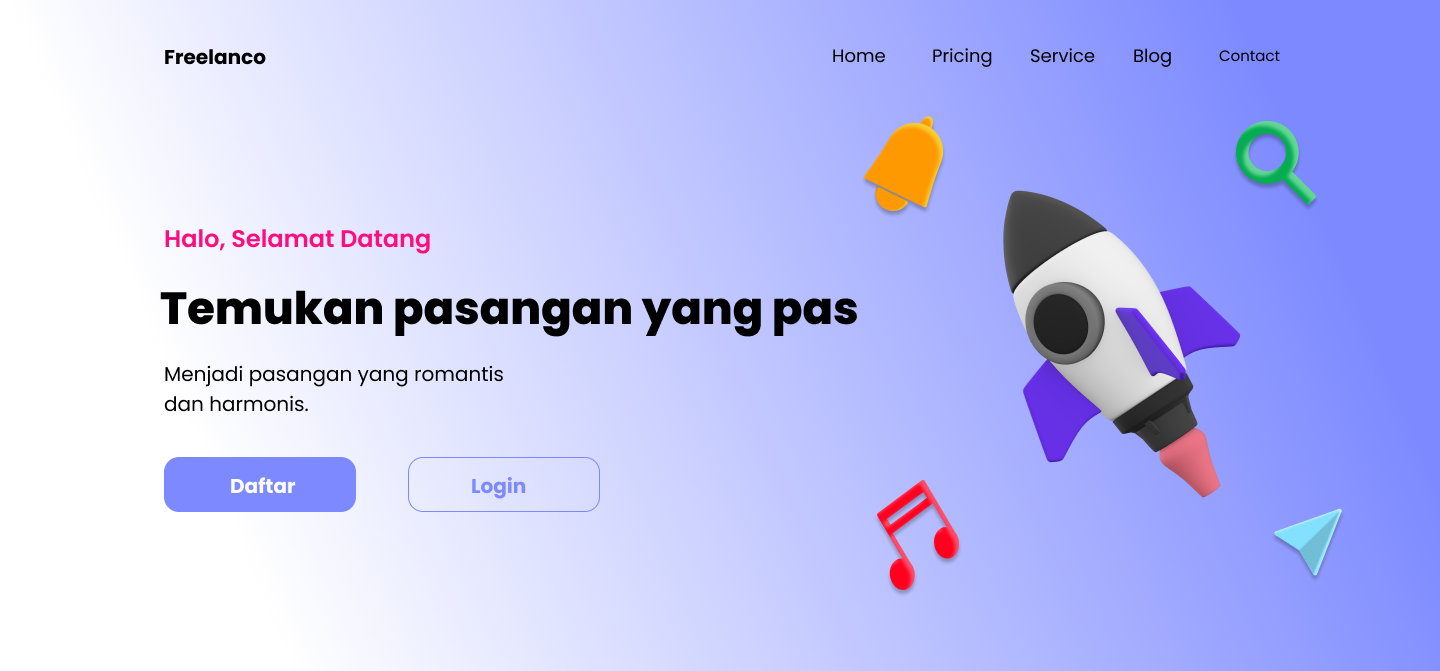 Freelanco
Home Pricing Service Blog Contact
Halo, Selamat Datang
Temukan pasangan yang pas
Menjadi pasangan yang romantis
dan harmonis.
Daftar Login